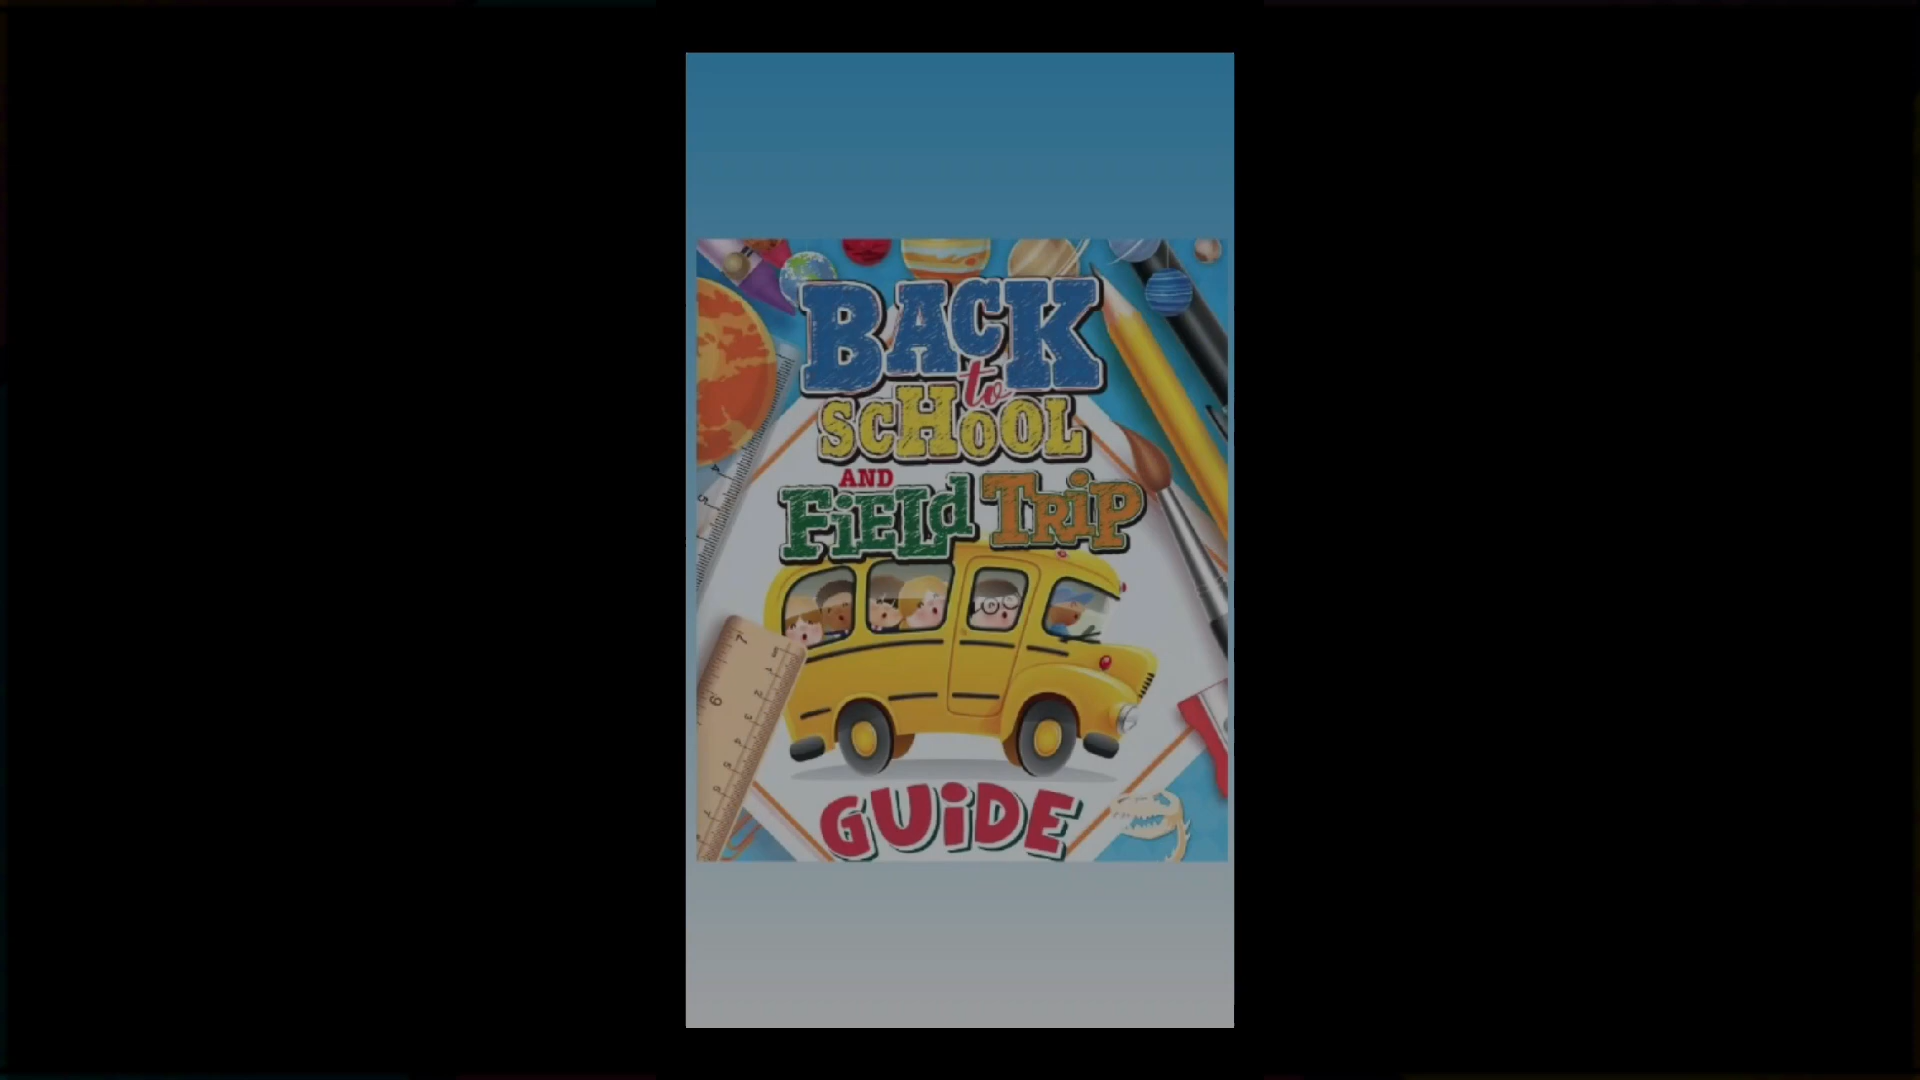 BACK
to
SCHOOL
AND
FiELd TRiP
GUiDE